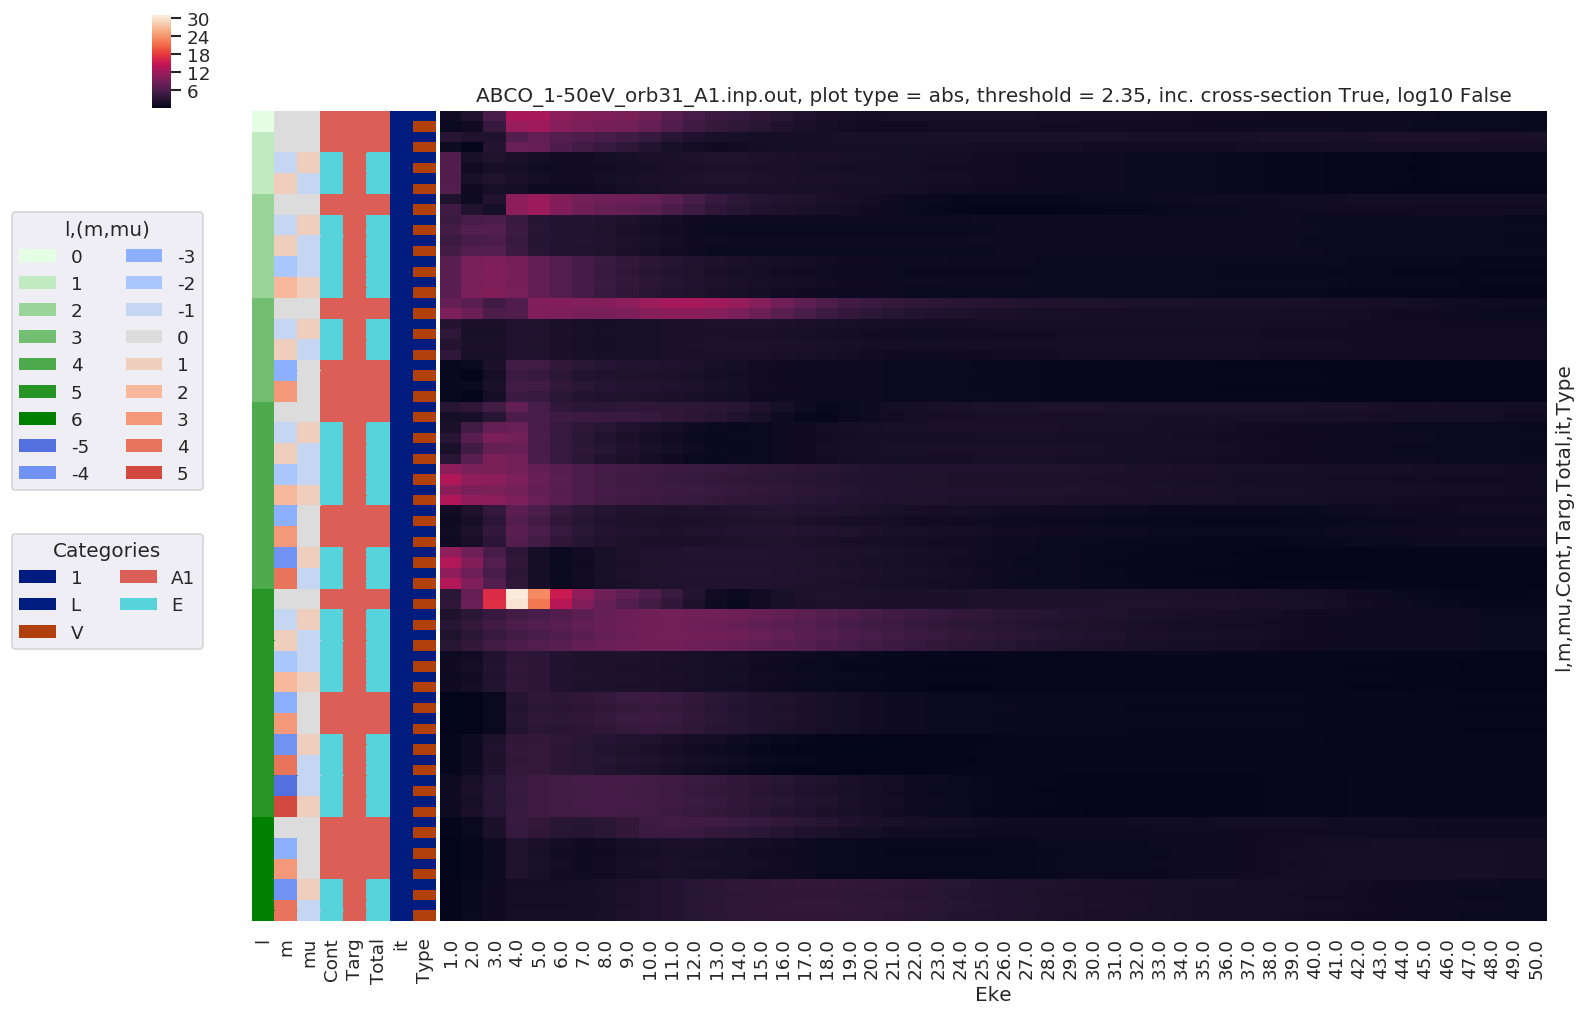 30
24
18
12
6
ABCO_1-50eV_orb31_A1.inp.out, plot type = abs, threshold = 2.35, inc. cross-section True, log10 False
l,(m,mu)
0 -3
1 -2
2 -1
3 0
4 1
5 2
6 3
-5 4
-4 5
Categories
1 A1
L E
V
l,m,mu,Cont,Targ,Total,it,Type
l m mu Cont Targ Total it Type 1.0 2.0 3.0 4.0 5.0 6.0 7.0 8.0 9.0 10.0 11.0 12.0 13.0 14.0 15.0 16.0 17.0 18.0 19.0 20.0 21.0 22.0 23.0 24.0 25.0 26.0 27.0 28.0 29.0 30.0 31.0 32.0 33.0 34.0 35.0 36.0 37.0 38.0 39.0 40.0 41.0 42.0 43.0 44.0 45.0 46.0 47.0 48.0 49.0 50.0
Eke